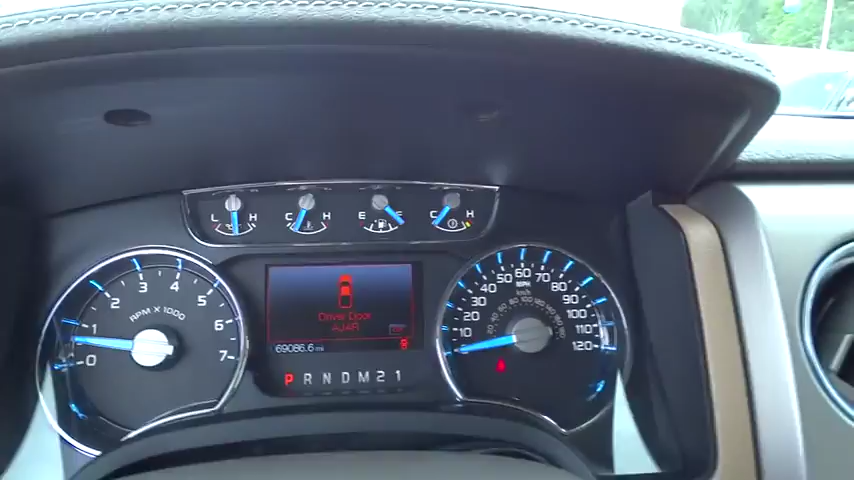 L H C H E F C H
RPM X 1000
0 1 2 3 4 5 6 7
Driver Door
AJAR
69086.6 mi
P R N D M 2 1
MPH
km/h
10 20 30 40 50 60 70 80 90 100 110 120